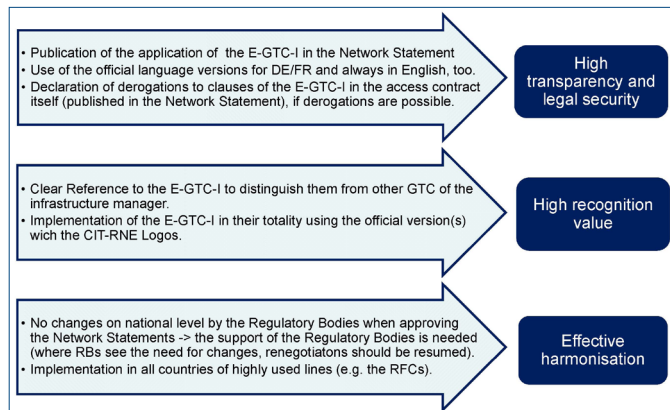 • Publication of the application of the E-GTC-I in the Network Statement
• Use of the official language versions for DE/FR and always in English, too.
• Declaration of derogations to clauses of the E-GTC-I in the access contract
itself (published in the Network Statement), if derogations are possible.
High
transparency and
legal security
• Clear Reference to the E-GTC-I to distinguish them from other GTC of the
infrastructure manager.
• Implementation of the E-GTC-I in their totality using the official version(s)
wich the CIT-RNE Logos.
High recognition
value
• No changes on national level by the Regulatory Bodies when approving
the Network Statements -> the support of the Regulatory Bodies is needed
(where RBs see the need for changes, renegotiatons should be resumed).
• Implementation in all countries of highly used lines (e.g. the RFCs).
Effective
harmonisation